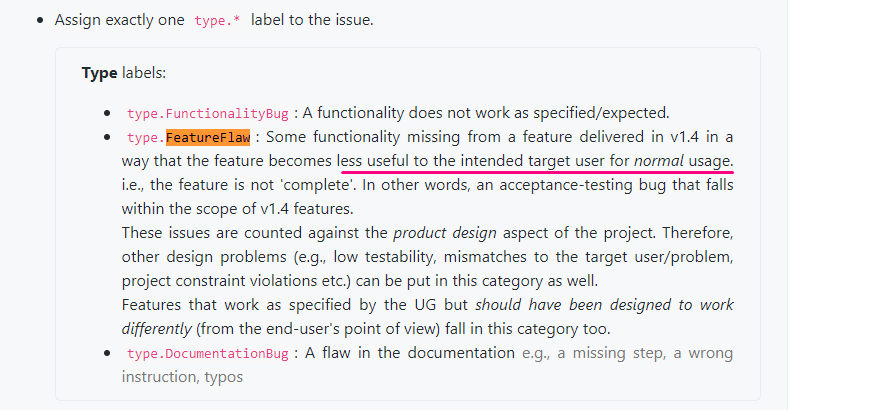 Assign exactly one type.* label to the issue.
Type labels:
type.FunctionalityBug : A functionality does not work as specified/expected.
type.FeatureFlaw : Some functionality missing from a feature delivered in v1.4 in a
way that the feature becomes less useful to the intended target user for normal usage.
i.e., the feature is not 'complete'. In other words, an acceptance-testing bug that falls
within the scope of v1.4 features.
These issues are counted against the product design aspect of the project. Therefore,
other design problems (e.g., low testability, mismatches to the target user/problem,
project constraint violations etc.) can be put in this category as well.
Features that work as specified by the UG but should have been designed to work
differently (from the end-user's point of view) fall in this category too.
type.DocumentationBug : A flaw in the documentation e.g., a missing step, a wrong
instruction, typos